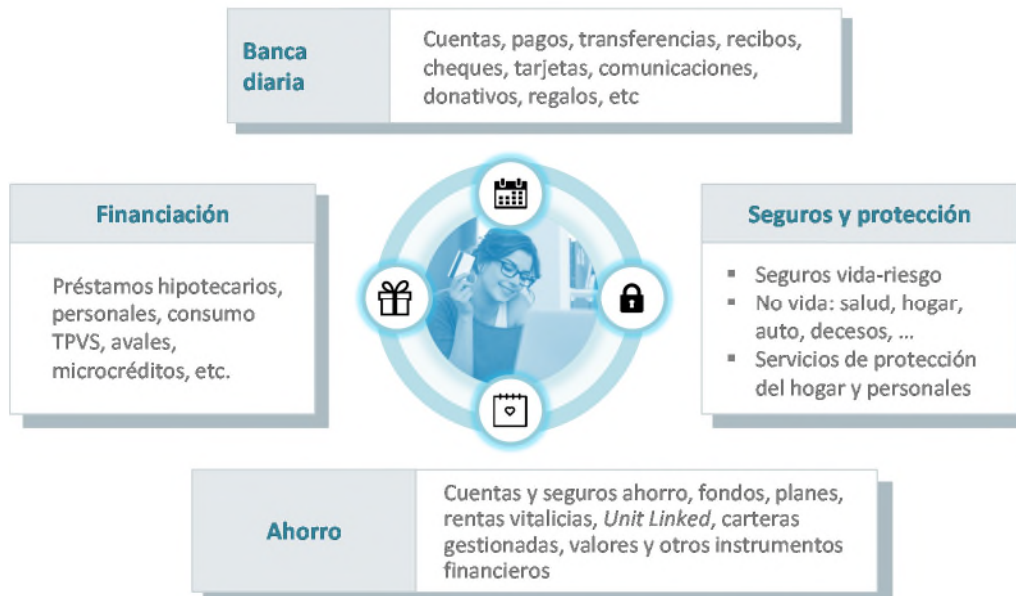 Banca
diaria
Cuentas, pagos, transferencias, recibos,
cheques, tarjetas, comunicaciones,
donativos, regalos, etc
Financiación
Préstamos hipotecarios,
personales, consumo
TPVS, avales,
microcréditos, etc.
Seguros y protección
▪ Seguros vida-riesgo
▪ No vida: salud, hogar,
auto, decesos, ...
▪ Servicios de protección
del hogar y personales
Ahorro
Cuentas y seguros ahorro, fondos, planes,
rentas vitalicias, Unit Linked, carteras
gestionadas, valores y otros instrumentos
financieros